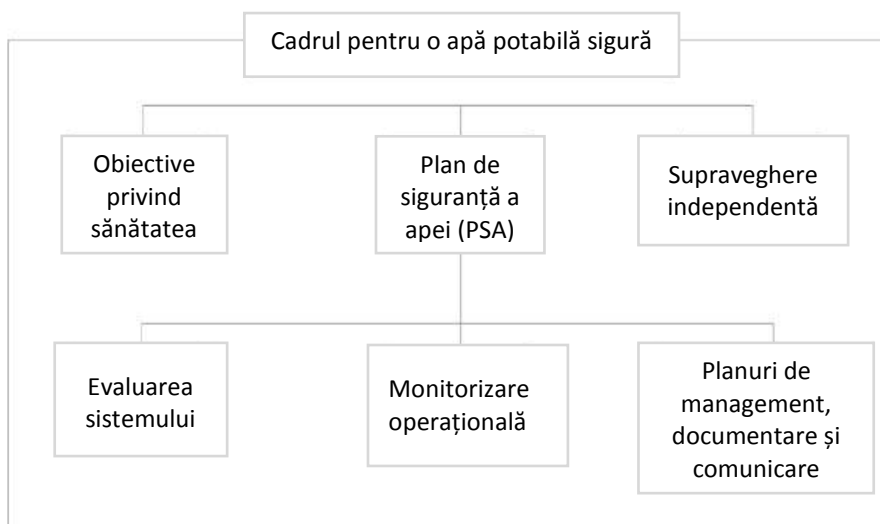 Cadrul pentru o apă potabilă sigură
Obiective
privind
sănătatea
Plan de
siguranță a
apei (PSA)
Supraveghere
independentă
Evaluarea
sistemului
Monitorizare
operațională
Planuri de
management,
documentare și
comunicare